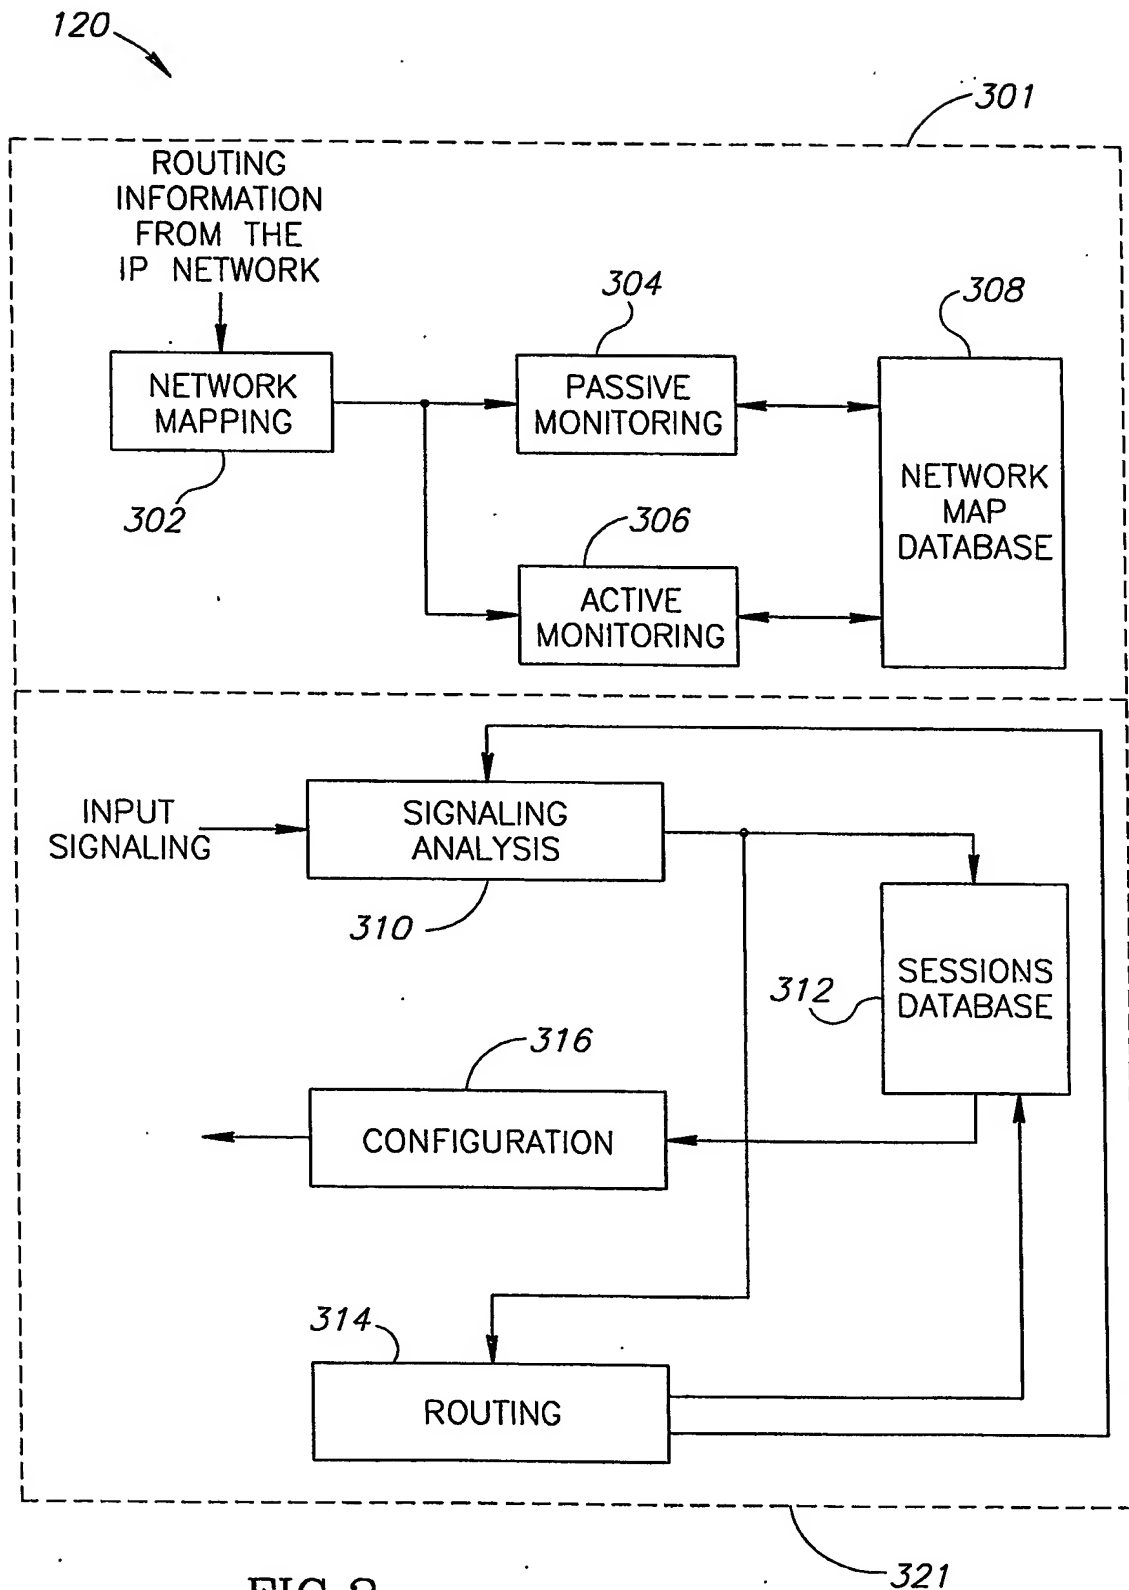 120
301
ROUTING
INFORMATION
FROM THE
IP NETWORK
304
308
NETWORK
MAPPING
PASSIVE
MONITORING
302
NETWORK
MAP
DATABASE
306
ACTIVE
MONITORING
INPUT
SIGNALING
SIGNALING
ANALYSIS
310
SESSIONS
DATABASE
312
316
CONFIGURATION
314
ROUTING
321